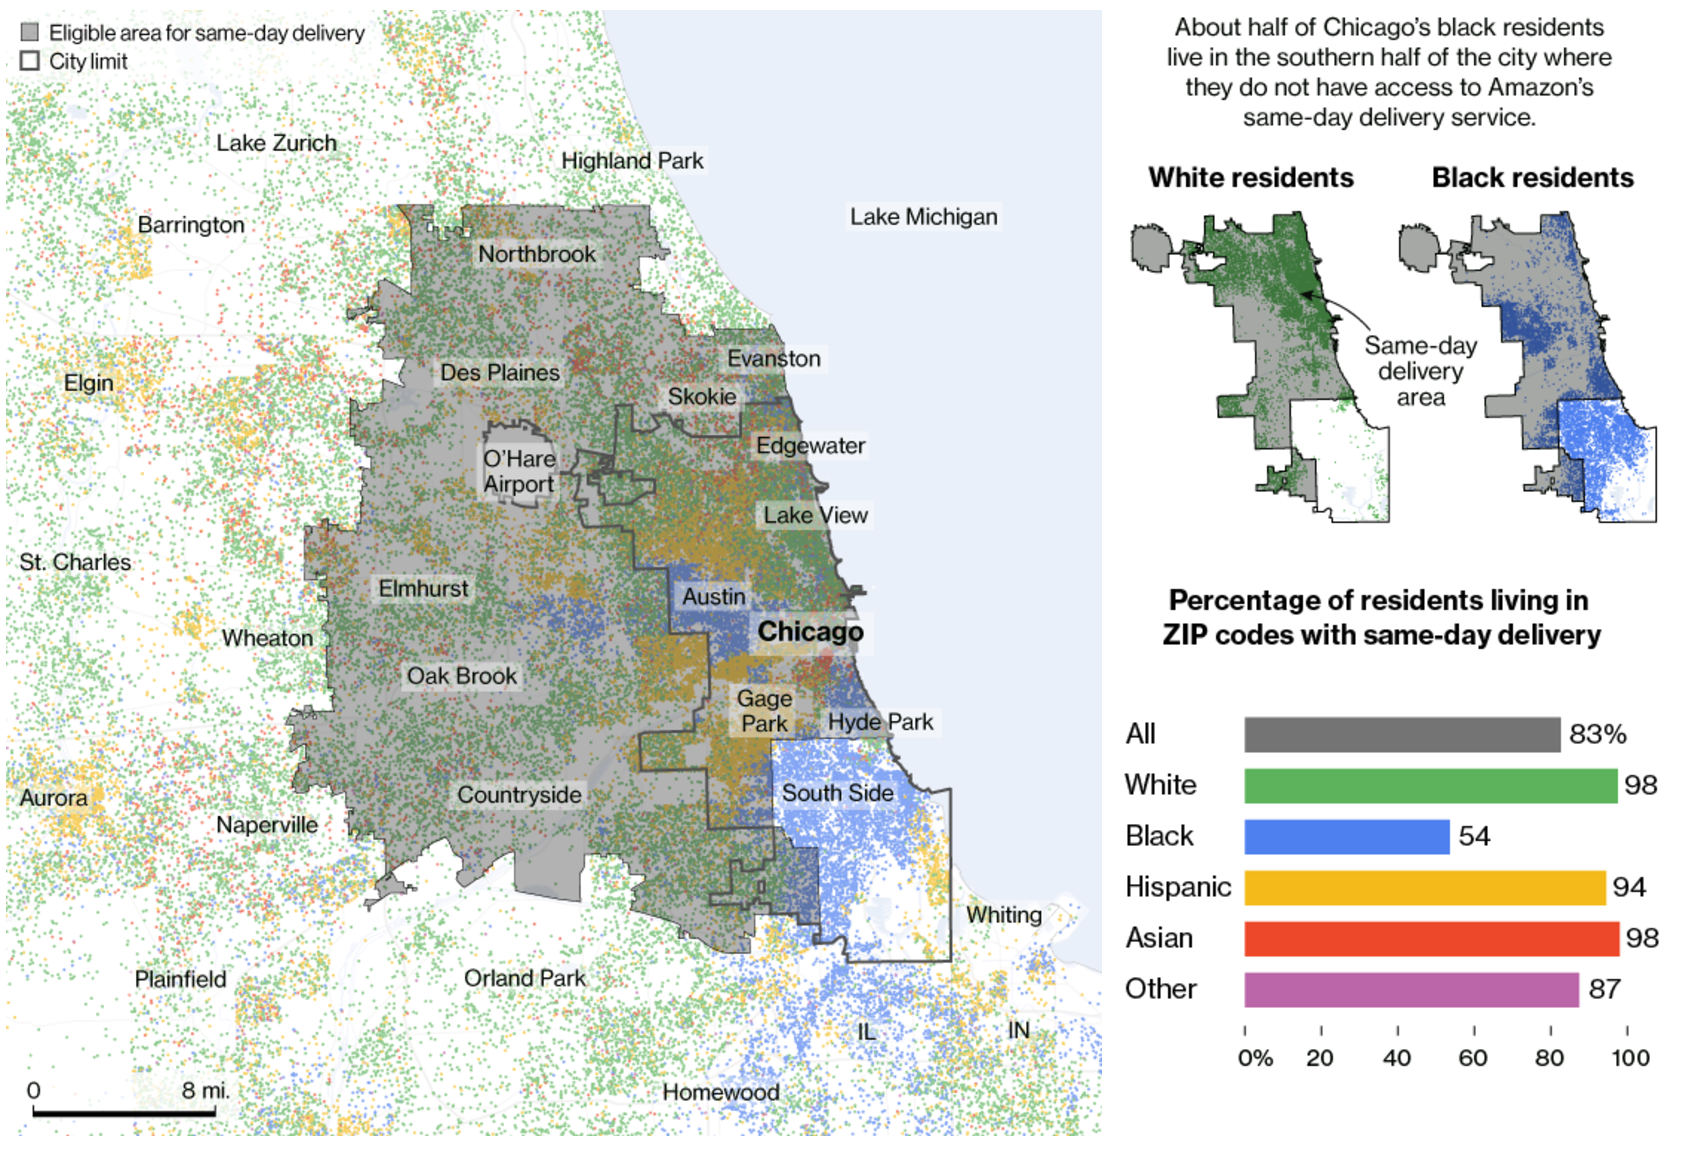 Eligible area for same-day delivery
City limit
Lake Zurich
Highland Park
Barrington
Lake Michigan
Northbrook
Evanston
Des Plaines
Elgin
Skokie
Edgewater
O’Hare
Airport
Lake View
St. Charles
Elmhurst
Austin
Chicago
Wheaton
Oak Brook
Gage
Park
Hyde Park
Aurora
Countryside
South Side
Naperville
Whiting
Plainfield
Orland Park
IL
IN
Homewood
0
8 mi.
About half of Chicago’s black residents
live in the southern half of the city where
they do not have access to Amazon’s
same-day delivery service.
White residents
Black residents
Same-day
delivery
area
Percentage of residents living in
ZIP codes with same-day delivery
All 83%
White 98
Black 54
Hispanic 94
Asian 98
Other 87
0% 20 40 60 80 100